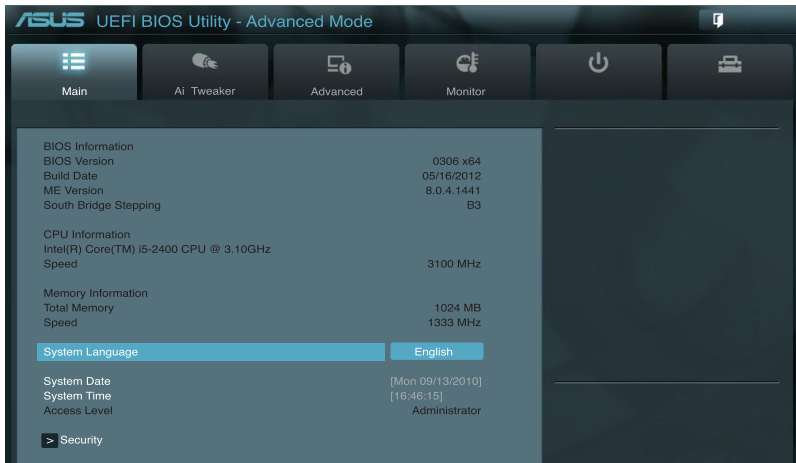 ASUS UEFI BIOS Utility - Advanced Mode
Main Ai Tweaker Advanced Monitor
BIOS Information
BIOS Version 0306 x64
Build Date 05/16/2012
ME Version 8.0.4.1441
South Bridge Stepping B3
CPU Information
Intel(R) Core(TM) i5-2400 CPU @ 3.10GHz
Speed 3100 MHz
Memory Information
Total Memory 1024 MB
Speed 1333 MHz
System Language English
System Date [Mon 09/13/2010]
System Time [16:46:15]
Access Level Administrator
> Security